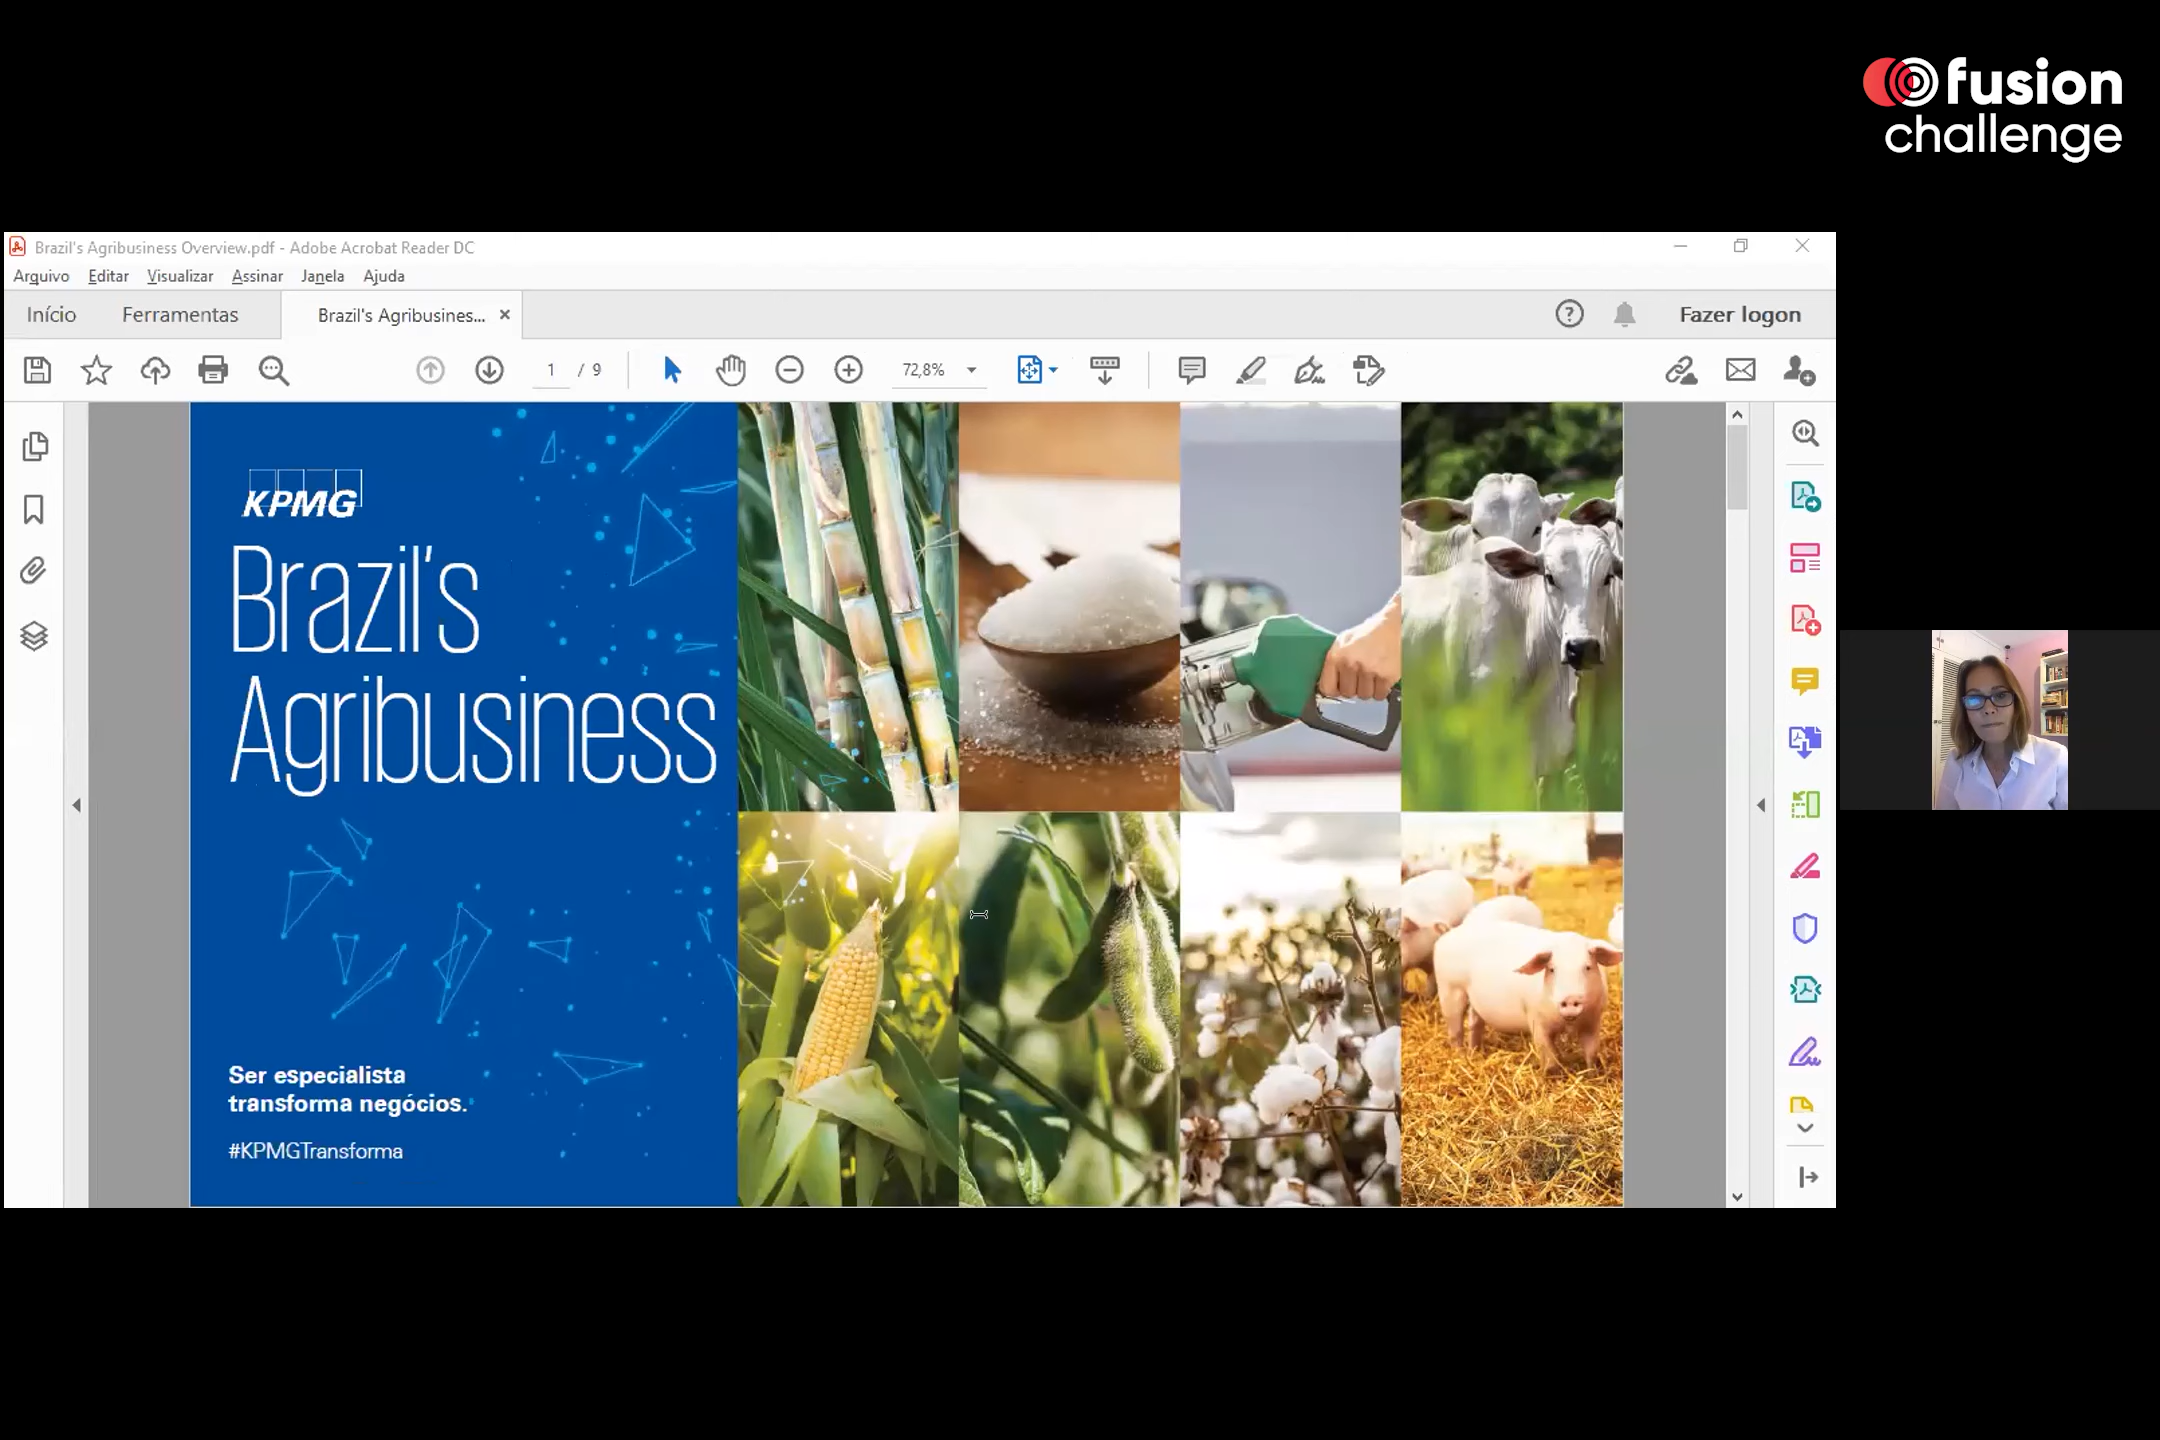 fusion
challenge
Brazil's Agribusiness Overview.pdf - Adobe Acrobat Reader DC
Arquivo Editar Visualizar Assinar Janela Ajuda
Início Ferramentas Brazil's Agribusines... Fazer logon
1 / 9 72,8%
KPMG
Brazil's
Agribusiness
Ser especialista
transforma negócios.
#KPMGTransforma